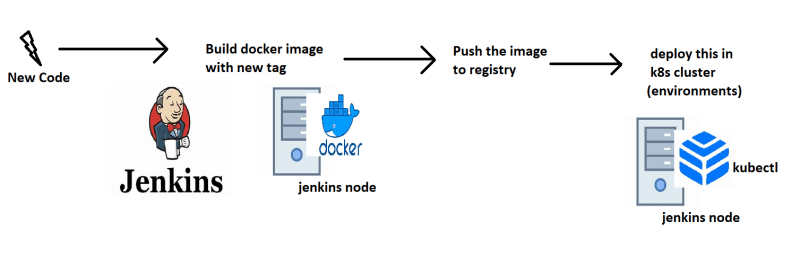 New Code
Build docker image
with new tag
Push the image
to registry
deploy this in
k8s cluster
(environments)
Jenkins
docker
jenkins node
kubectl
jenkins node